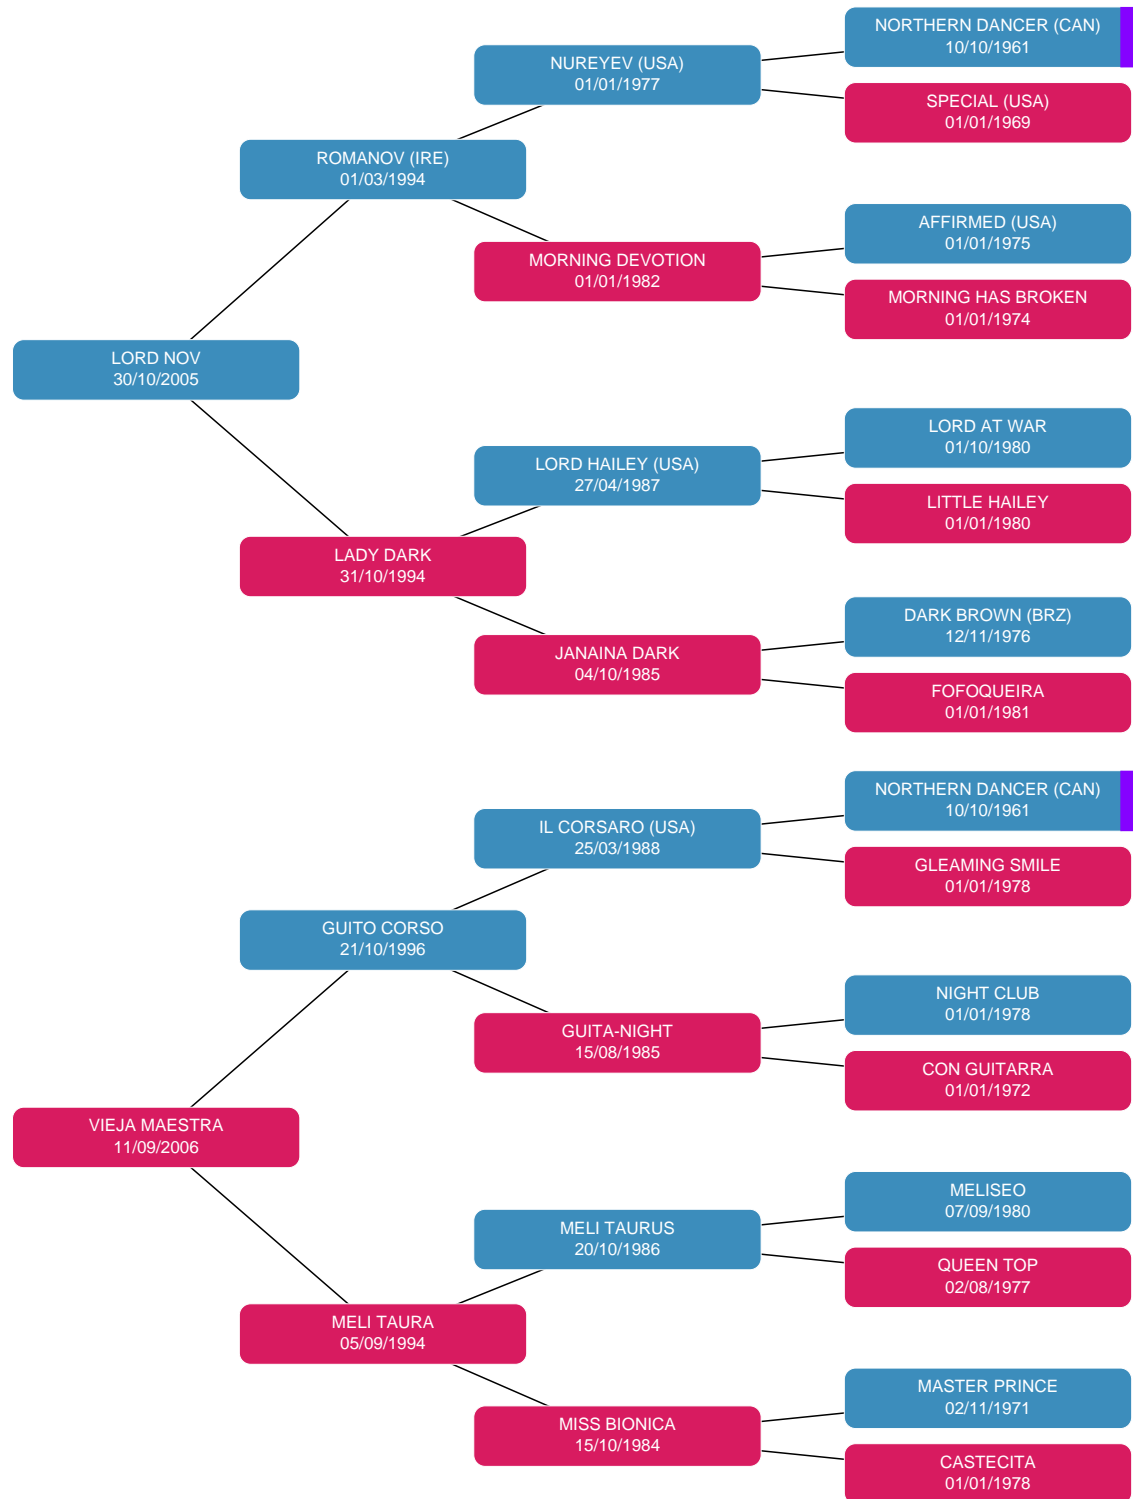 NORTHERN DANCER (CAN)
10/10/1961
NUREYEV (USA)
01/01/1977
SPECIAL (USA)
01/01/1969
ROMANOV (IRE)
01/03/1994
AFFIRMED (USA)
01/01/1975
MORNING DEVOTION
01/01/1982
MORNING HAS BROKEN
01/01/1974
LORD NOV
30/10/2005
LORD AT WAR
01/10/1980
LORD HAILEY (USA)
27/04/1987
LITTLE HAILEY
01/01/1980
LADY DARK
31/10/1994
DARK BROWN (BRZ)
12/11/1976
JANAINA DARK
04/10/1985
FOFOQUEIRA
01/01/1981
NORTHERN DANCER (CAN)
10/10/1961
IL CORSARO (USA)
25/03/1988
GLEAMING SMILE
01/01/1978
GUITO CORSO
21/10/1996
NIGHT CLUB
01/01/1978
GUITA-NIGHT
15/08/1985
CON GUITARRA
01/01/1972
VIEJA MAESTRA
11/09/2006
MELISEO
07/09/1980
MELI TAURUS
20/10/1986
QUEEN TOP
02/08/1977
MELI TAURA
05/09/1994
MASTER PRINCE
02/11/1971
MISS BIONICA
15/10/1984
CASTECITA
01/01/1978